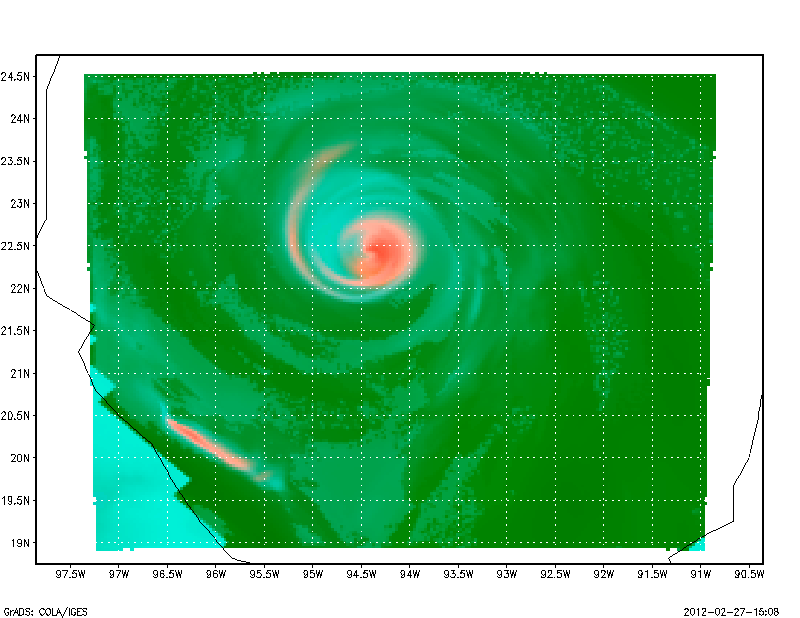 24.5N
24N
23.5N
23N
22.5N
22N
21.5N
21N
20.5N
20N
19.5N
19N
97.5W 97W 96.5W 96W 95.5W 95W 94.5W 94W 93.5W 93W 92.5W 92W 91.5W 91W 90.5W
GrADS: COLA/IGES 2012-02-27-15:08